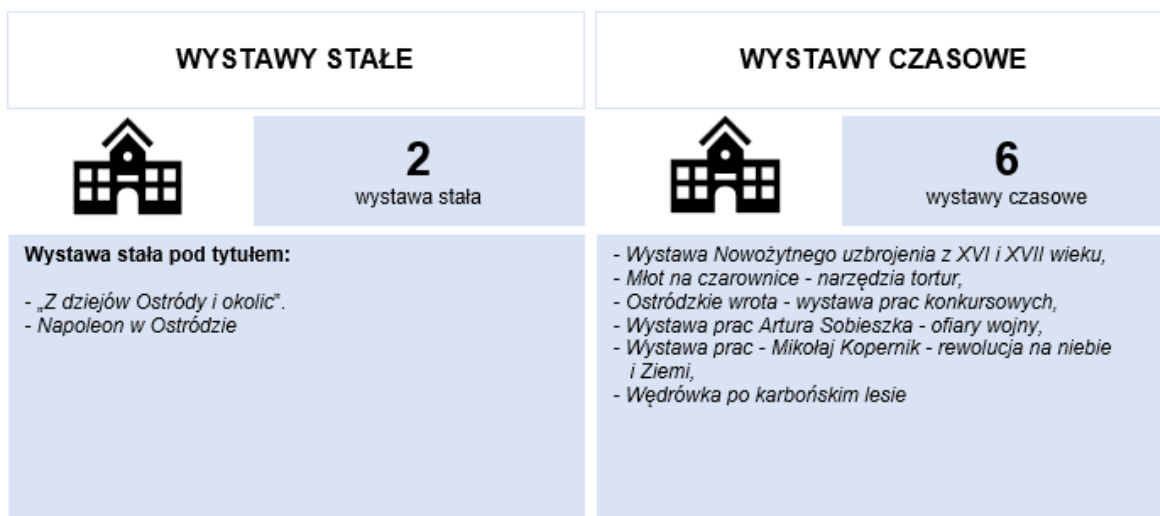 WYSTAWY STAŁE
2
wystawa stała
Wystawa stała pod tytułem:
- „Z dziejów Ostródy i okolic”.
- Napoleon w Ostródzie
WYSTAWY CZASOWE
6
wystawy czasowe
- Wystawa Nowożytnego uzbrojenia z XVI i XVII wieku,
- Młot na czarownice - narzędzia tortur,
- Ostródzkie wrota - wystawa prac konkursowych,
- Wystawa prac Artura Sobieszka - ofiary wojny,
- Wystawa prac - Mikołaj Kopernik - rewolucja na niebie
i Ziemi,
- Wędrówka po karbońskim lesie